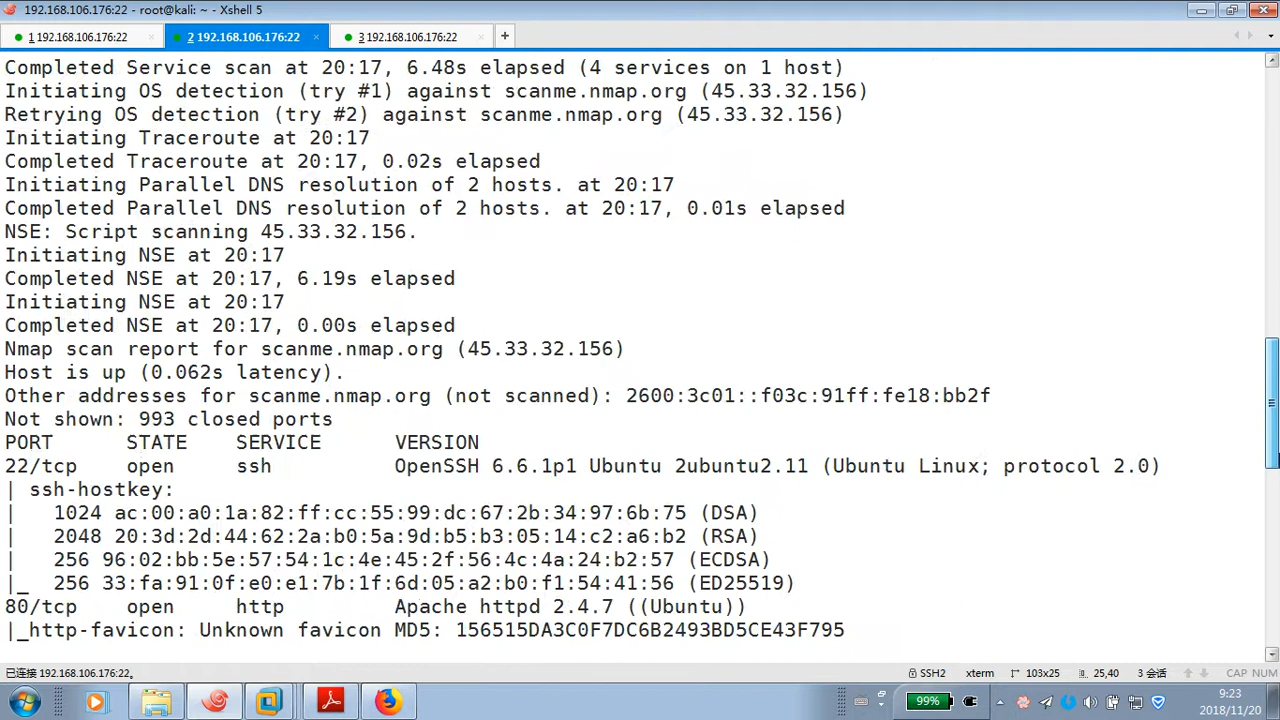 192.168.106.176:22 - root@kali: ~ - Xshell 5
1 192.168.106.176:22
2 192.168.106.176:22
3 192.168.106.176:22
Completed Service scan at 20:17, 6.48s elapsed (4 services on 1 host)
Initiating OS detection (try #1) against scanme.nmap.org (45.33.32.156)
Retrying OS detection (try #2) against scanme.nmap.org (45.33.32.156)
Initiating Traceroute at 20:17
Completed Traceroute at 20:17, 0.02s elapsed
Initiating Parallel DNS resolution of 2 hosts. at 20:17
Completed Parallel DNS resolution of 2 hosts. at 20:17, 0.01s elapsed
NSE: Script scanning 45.33.32.156.
Initiating NSE at 20:17
Completed NSE at 20:17, 6.19s elapsed
Initiating NSE at 20:17
Completed NSE at 20:17, 0.00s elapsed
Nmap scan report for scanme.nmap.org (45.33.32.156)
Host is up (0.062s latency).
Other addresses for scanme.nmap.org (not scanned): 2600:3c01::f03c:91ff:fe18:bb2f
Not shown: 993 closed ports
PORT STATE SERVICE VERSION
22/tcp open ssh OpenSSH 6.6.1p1 Ubuntu 2ubuntu2.11 (Ubuntu Linux; protocol 2.0)
| ssh-hostkey:
| 1024 ac:00:a0:1a:82:ff:cc:55:99:dc:67:2b:34:97:6b:75 (DSA)
| 2048 20:3d:2d:44:62:2a:b0:5a:9d:b5:b3:05:14:c2:a6:b2 (RSA)
| 256 96:02:bb:5e:57:54:1c:4e:45:2f:56:4c:4a:24:b2:57 (ECDSA)
|_ 256 33:fa:91:0f:e0:e1:7b:1f:6d:05:a2:b0:f1:54:41:56 (ED25519)
80/tcp open http Apache httpd 2.4.7 ((Ubuntu))
|_http-favicon: Unknown favicon MD5: 156515DA3C0F7DC6B2493BD5CE43F795
已连接 192.168.106.176:22。 SSH2 xterm 103x25 25,40 3 会话 CAP NUM
99%
9:23
2018/11/20